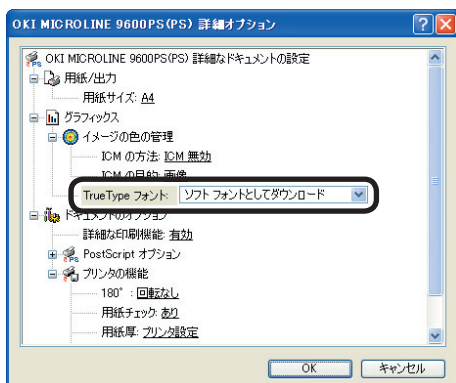 OKI MICROLINE 9600PS(PS) 詳細オプション
OKI MICROLINE 9600PS(PS) 詳細なドキュメントの設定
用紙/出力
用紙サイズ: A4
グラフィックス
イメージの色の管理
ICM の方法: ICM 無効
ICM の目的: 画像
TrueType フォント: ソフト フォントとしてダウンロード
ドキュメントのオプション
詳細な印刷機能: 有効
PostScript オプション
プリンタの機能
180° : 回転なし
用紙チェック: あり
用紙厚: プリンタ設定
OK キャンセル